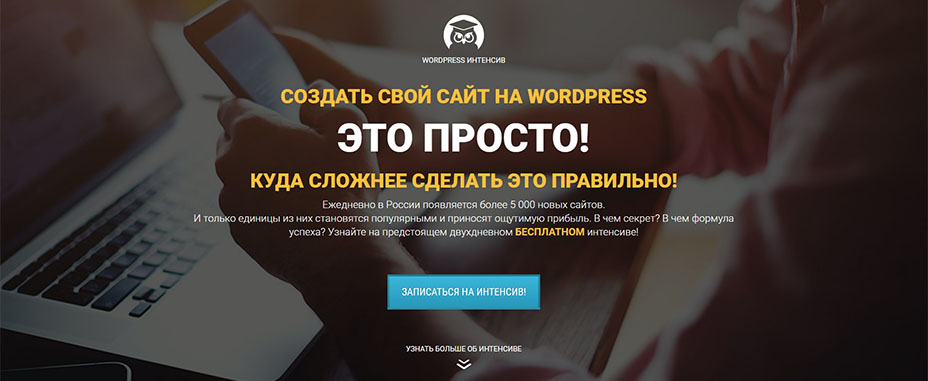 WORDPRESS ИНТЕНСИВ
СОЗДАТЬ СВОЙ САЙТ НА WORDPRESS
ЭТО ПРОСТО!
КУДА СЛОЖНЕЕ СДЕЛАТЬ ЭТО ПРАВИЛЬНО!
Ежедневно в России появляется более 5 000 новых сайтов.
И только единицы из них становятся популярными и приносят ощутимую прибыль. В чем секрет? В чем формула
успеха? Узнайте на предстоящем двухдневном БЕСПЛАТНОМ интенсиве!
ЗАПИСАТЬСЯ НА ИНТЕНСИВ!
УЗНАТЬ БОЛЬШЕ ОБ ИНТЕНСИВЕ